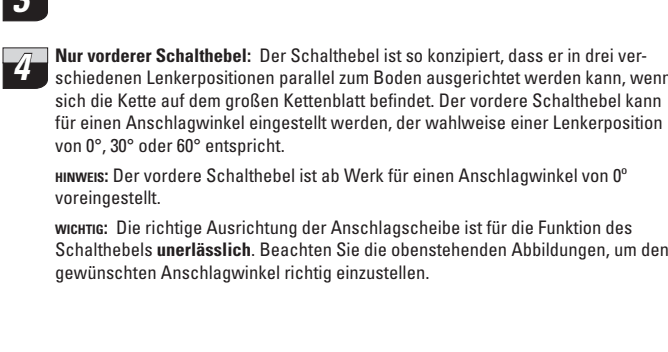 3
4 Nur vorderer Schalthebel: Der Schalthebel ist so konzipiert, dass er in drei ver-
schiedenen Lenkerpositionen parallel zum Boden ausgerichtet werden kann, wenn
sich die Kette auf dem großen Kettenblatt befindet. Der vordere Schalthebel kann
für einen Anschlagwinkel eingestellt werden, der wahlweise einer Lenkerposition
von 0°, 30° oder 60° entspricht.
HINWEIS: Der vordere Schalthebel ist ab Werk für einen Anschlagwinkel von 0º
voreingestellt.
WICHTIG: Die richtige Ausrichtung der Anschlagscheibe ist für die Funktion des
Schalthebels unerlässlich. Beachten Sie die obenstehenden Abbildungen, um den
gewünschten Anschlagwinkel richtig einzustellen.